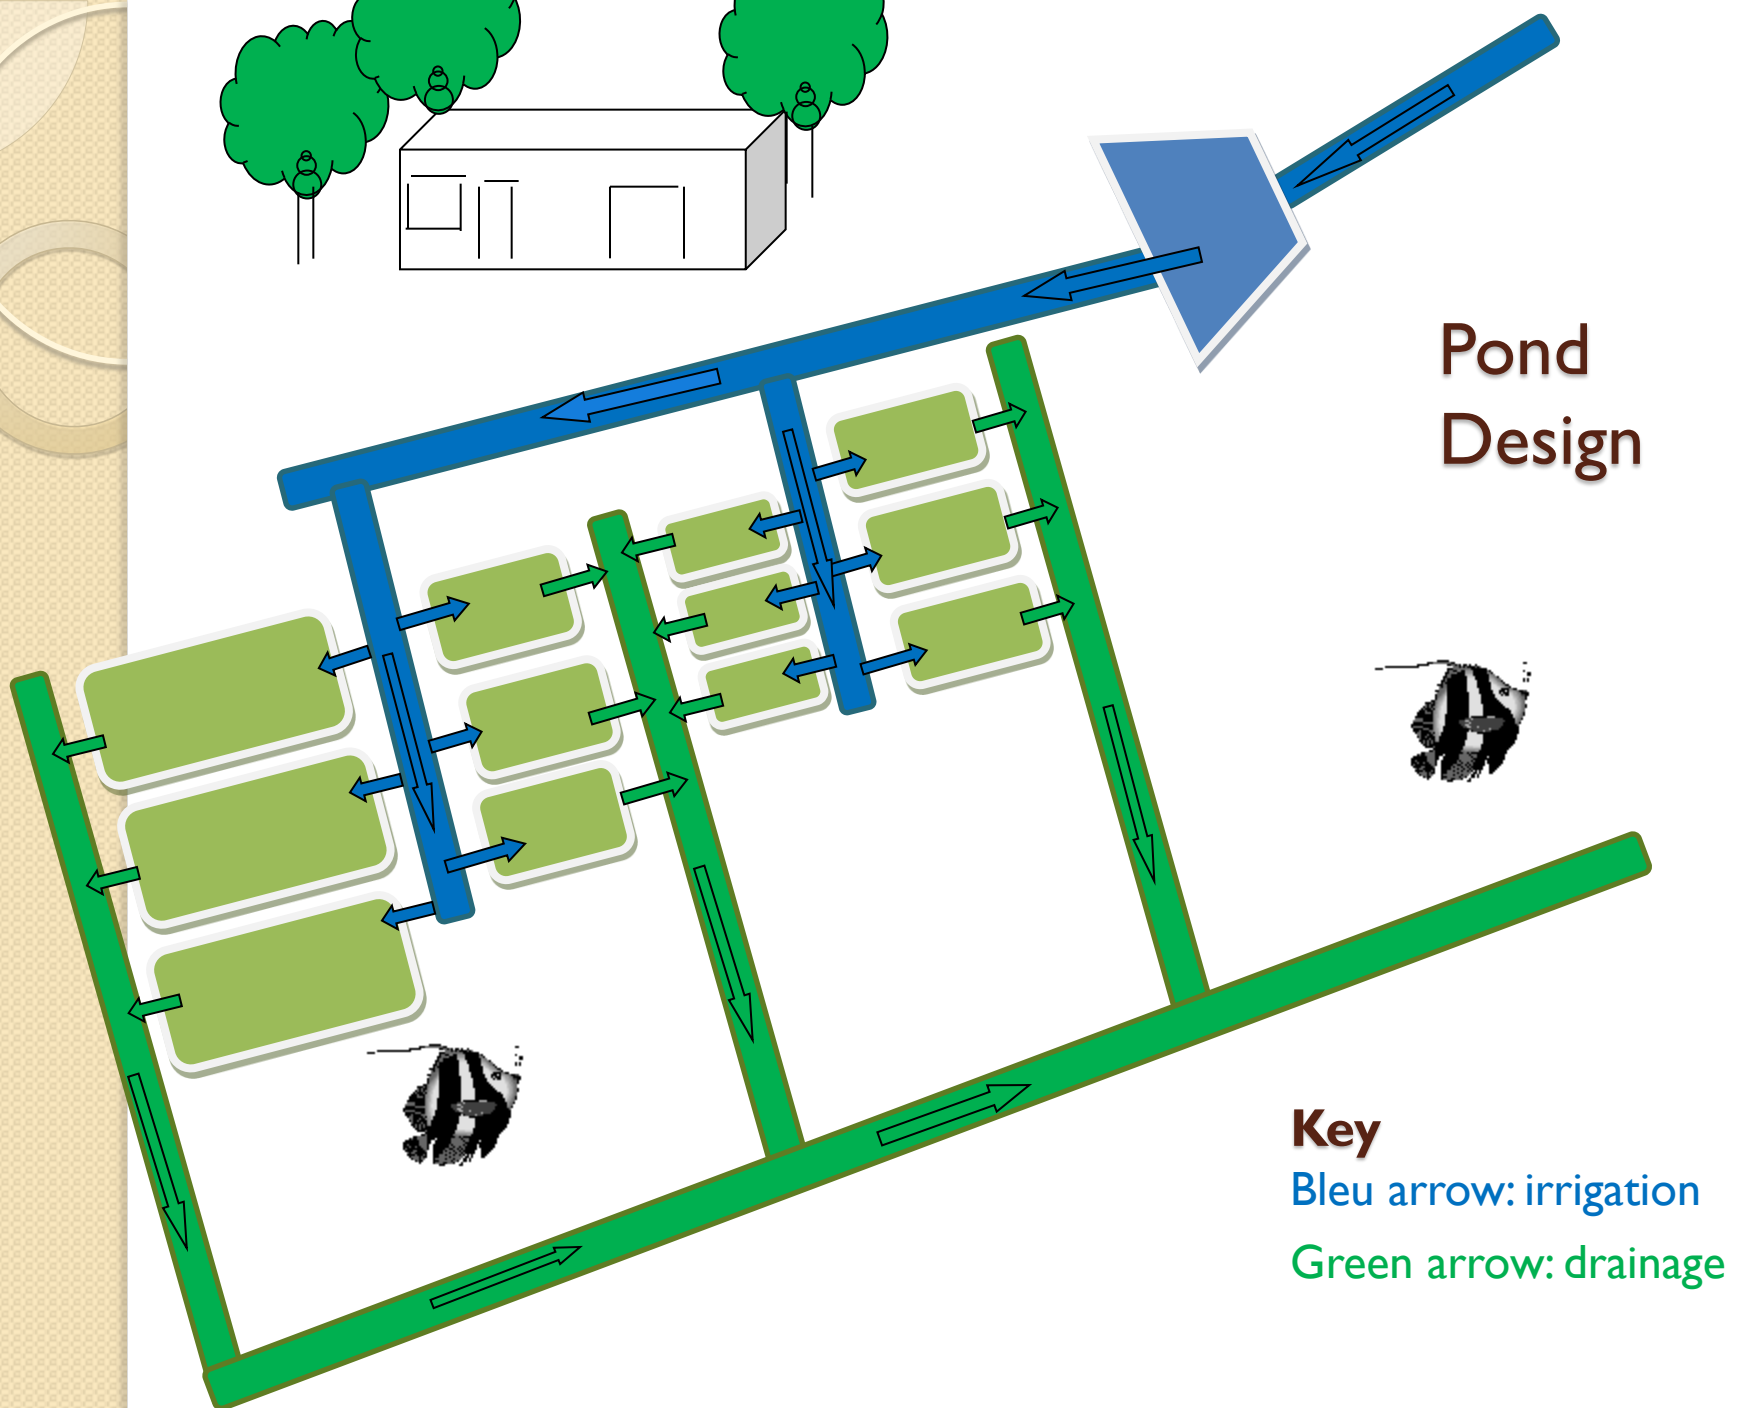 Pond
Design
Key
Bleu arrow: irrigation
Green arrow: drainage